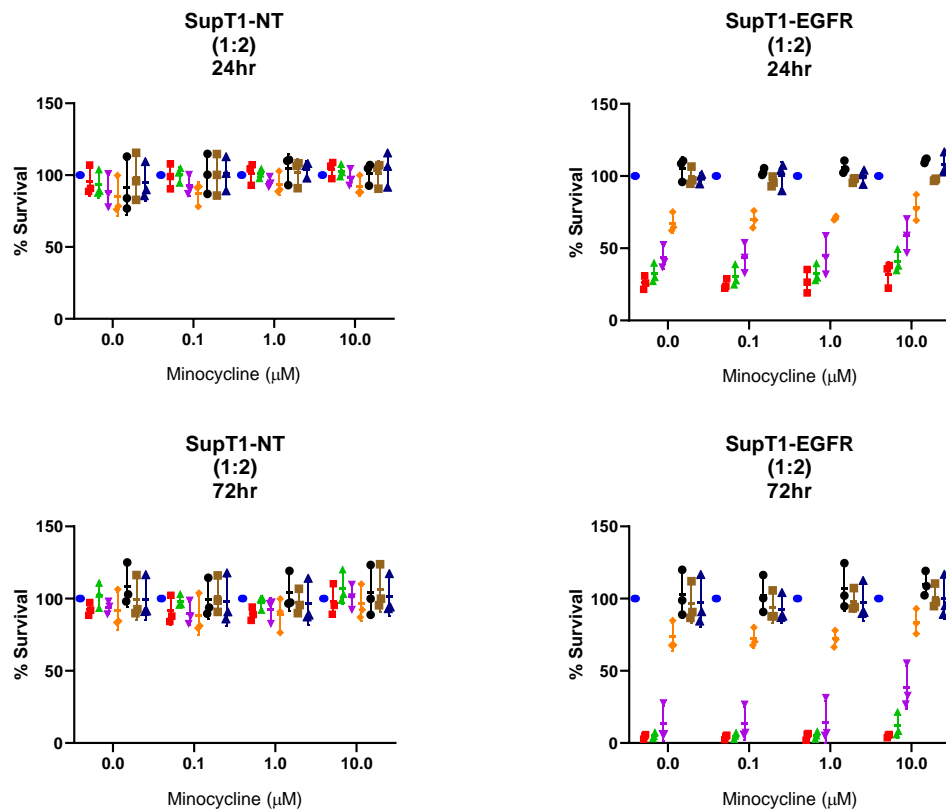 SupT1-NT
(1:2)
24hr
150
100
50
0
% Survival
0.0 0.1 1.0 10.0
Minocycline (μM)
SupT1-EGFR
(1:2)
24hr
150
100
50
0
% Survival
0.0 0.1 1.0 10.0
Minocycline (μM)
SupT1-NT
(1:2)
72hr
150
100
50
0
% Survival
0.0 0.1 1.0 10.0
Minocycline (μM)
SupT1-EGFR
(1:2)
72hr
150
100
50
0
% Survival
0.0 0.1 1.0 10.0
Minocycline (μM)